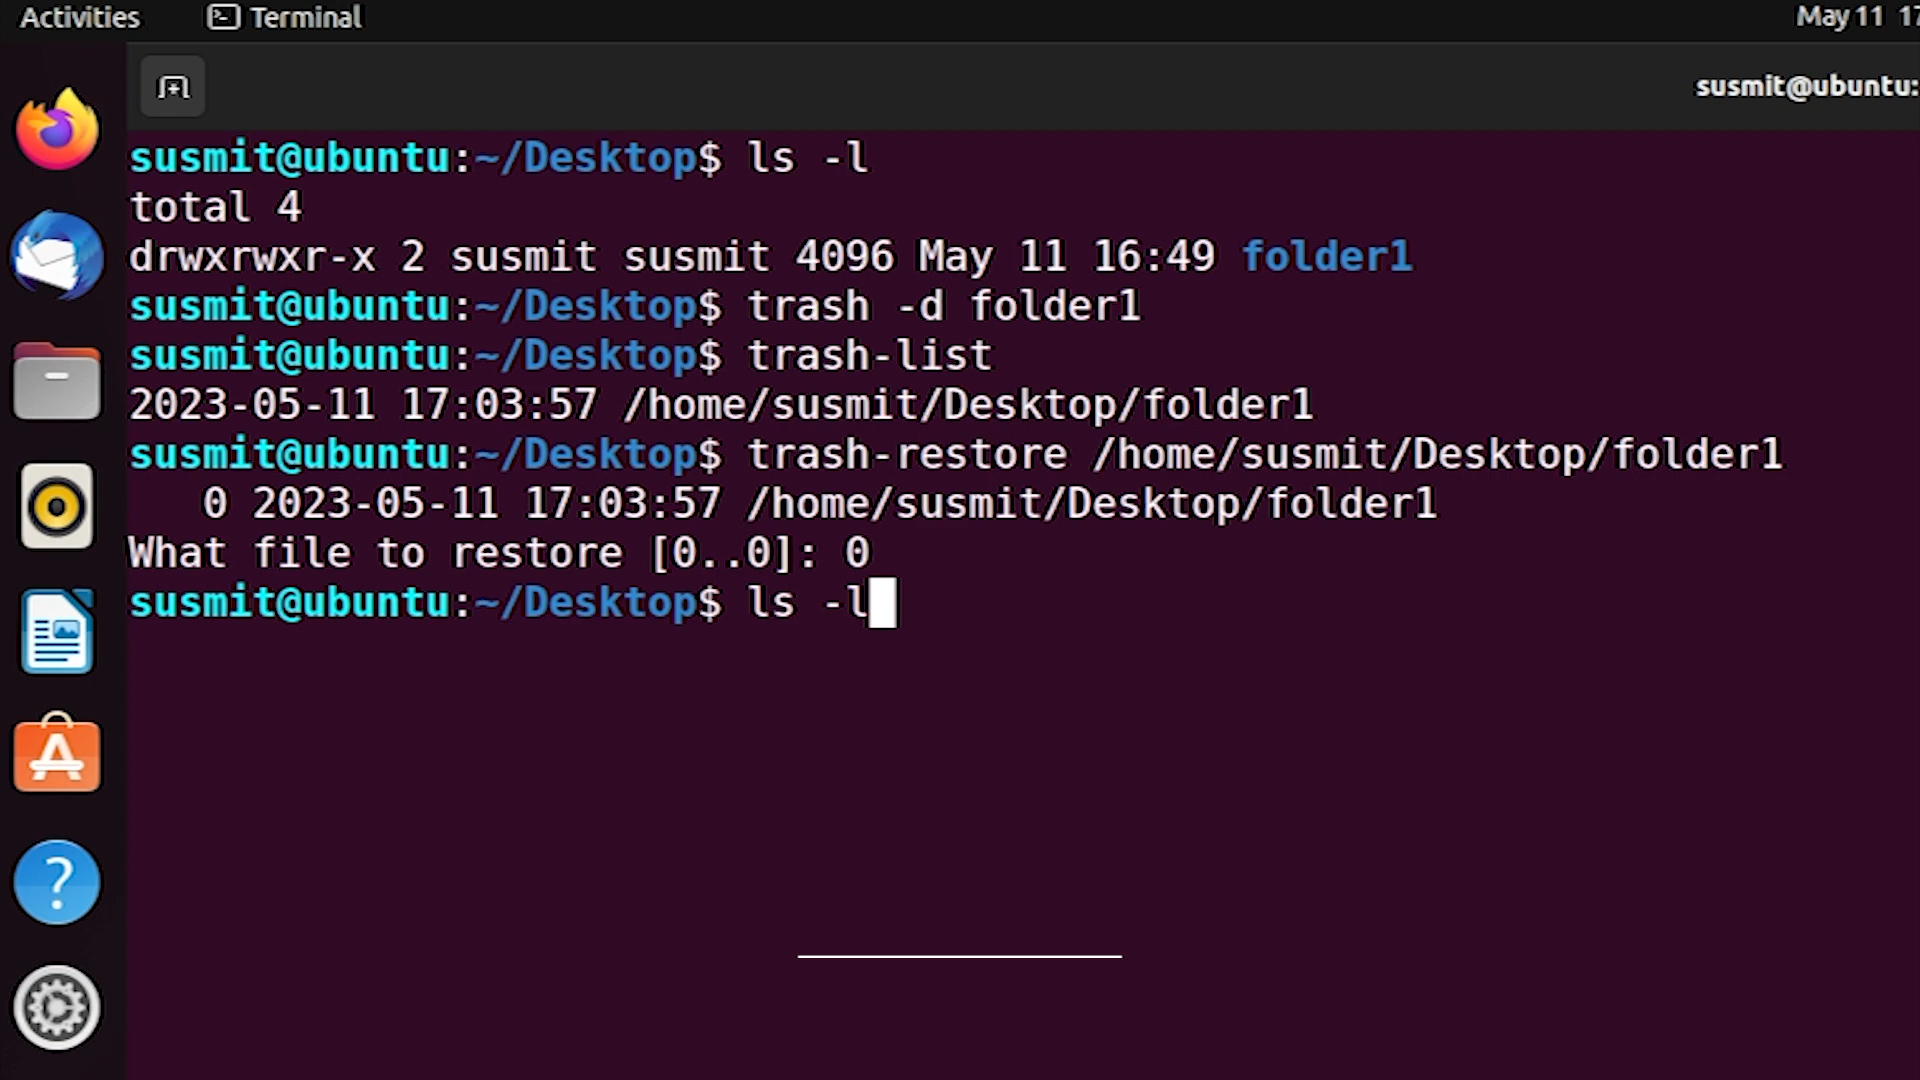 Activities Terminal May 11 17
susmit@ubuntu:
susmit@ubuntu:~/Desktop$ ls -l
total 4
drwxrwxr-x 2 susmit susmit 4096 May 11 16:49 folder1
susmit@ubuntu:~/Desktop$ trash -d folder1
susmit@ubuntu:~/Desktop$ trash-list
2023-05-11 17:03:57 /home/susmit/Desktop/folder1
susmit@ubuntu:~/Desktop$ trash-restore /home/susmit/Desktop/folder1
   0 2023-05-11 17:03:57 /home/susmit/Desktop/folder1
What file to restore [0..0]: 0
susmit@ubuntu:~/Desktop$ ls -l